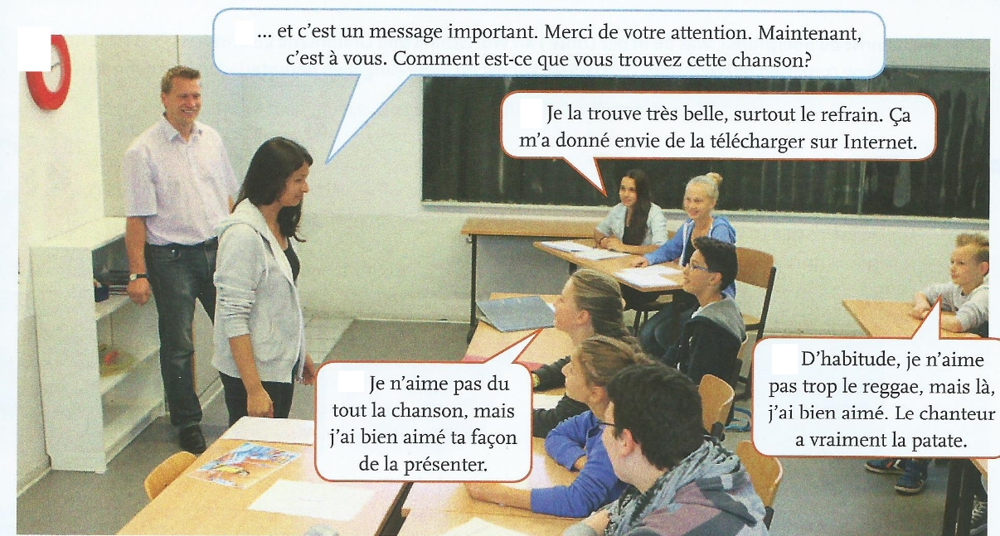 ... et c'est un message important. Merci de votre attention. Maintenant,
c'est à vous. Comment est-ce que vous trouvez cette chanson?
Je la trouve très belle, surtout le refrain. Ça
m'a donné envie de la télécharger sur Internet.
Je n'aime pas du
tout la chanson, mais
j'ai bien aimé ta façon
de la présenter.
D'habitude, je n'aime
pas trop le reggae, mais là,
j'ai bien aimé. Le chanteur
a vraiment la patate.